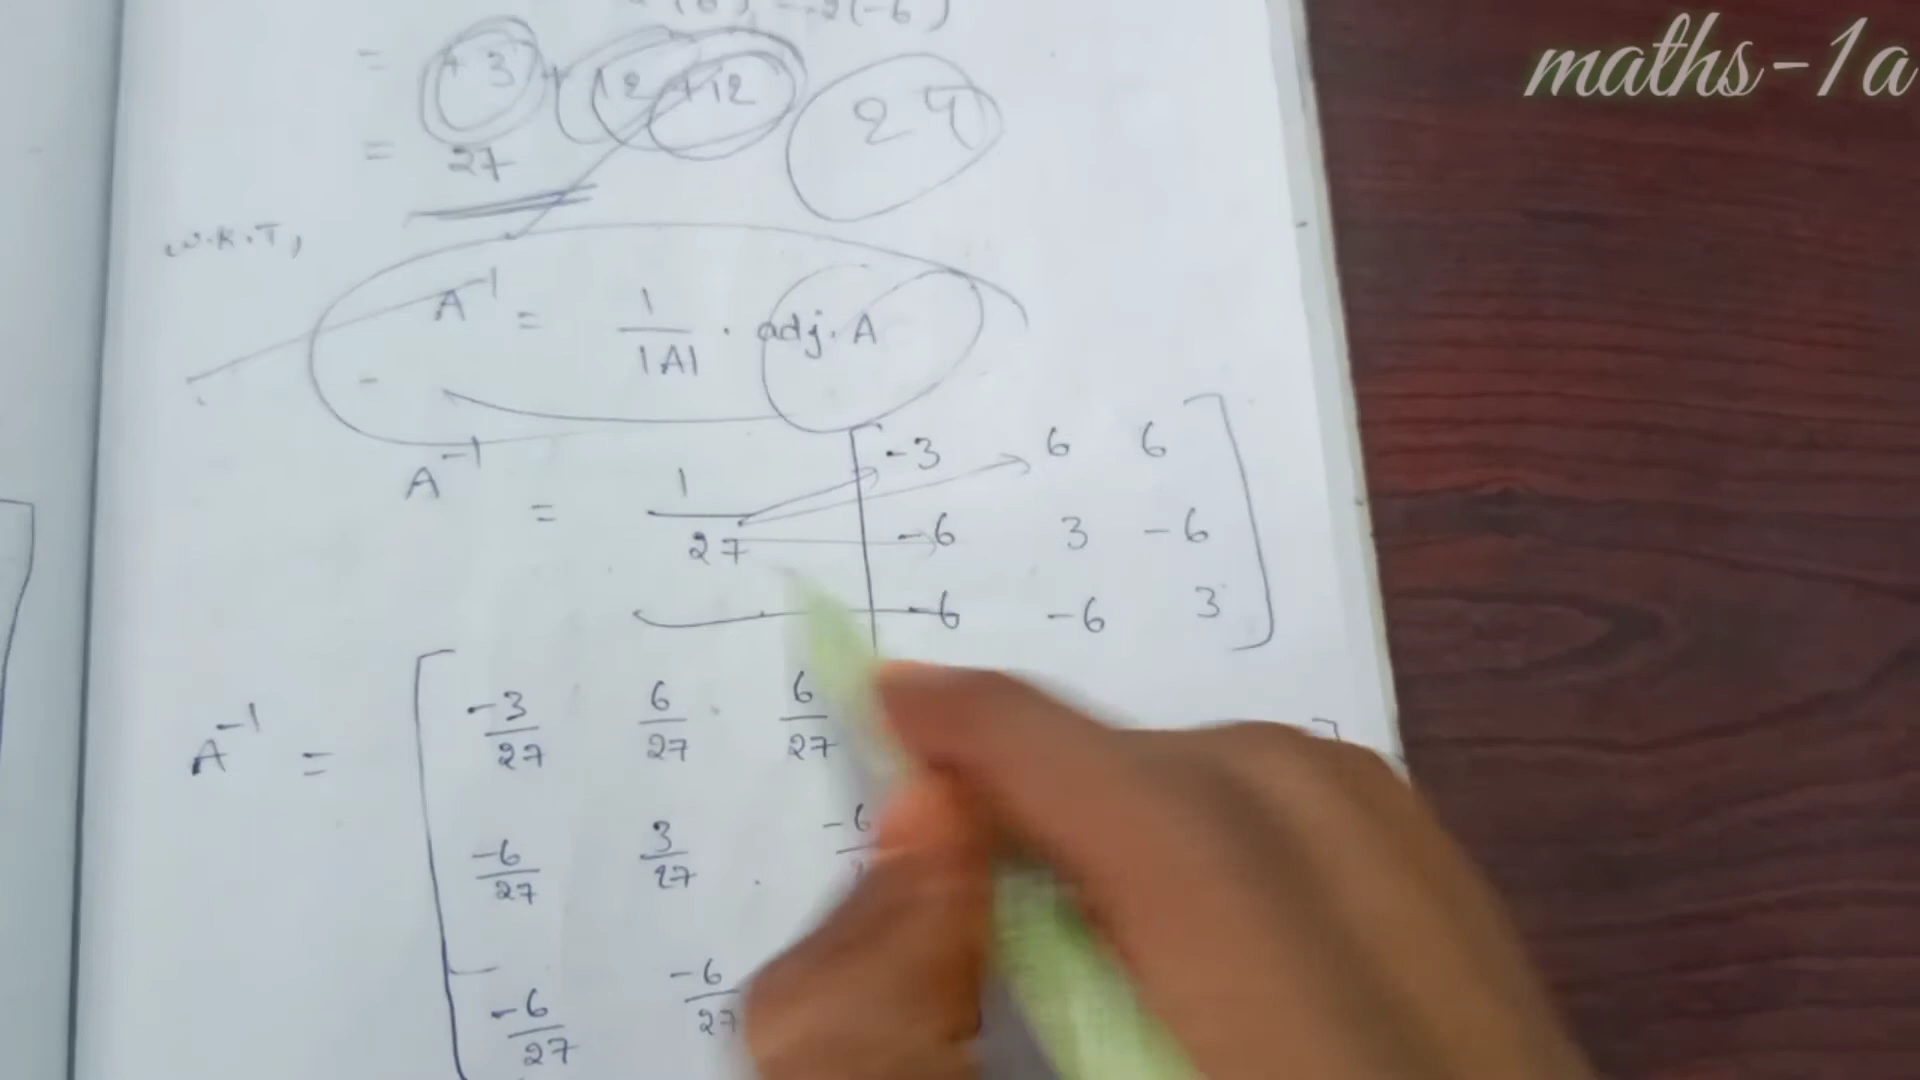 maths-1a
= +3 + 12 +12 24
= 27
W.K.T,
A⁻¹ = 1/|A| . adj. A
A⁻¹ = 1/27 [ -3 6 6
-6 3 -6
-6 -6 3 ]
A⁻¹ = [ -3/27 6/27 6/27
-6/27 3/27 -6
-6/27 -6/27